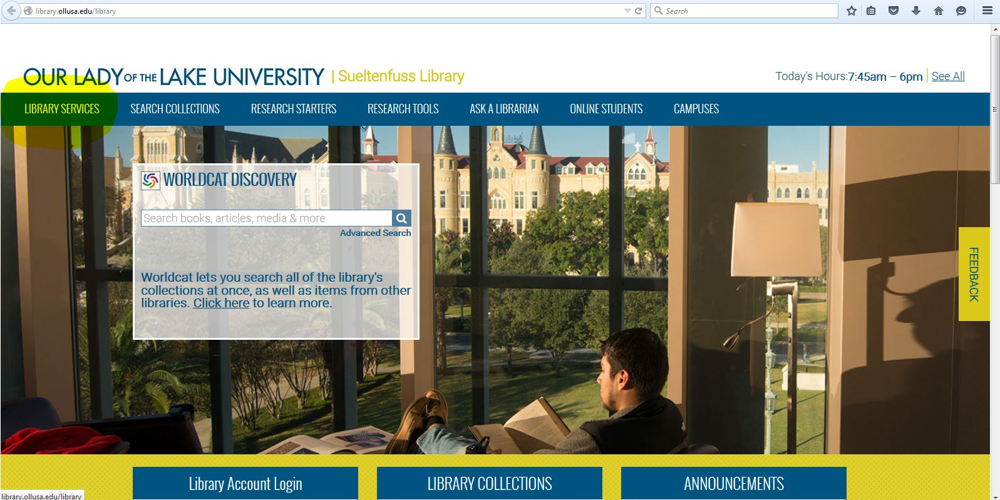 library.ollusa.edu/library
Search
OUR LADY OF THE LAKE UNIVERSITY | Sueltenfuss Library
Today's Hours:7:45am – 6pm | See All
LIBRARY SERVICES SEARCH COLLECTIONS RESEARCH STARTERS RESEARCH TOOLS ASK A LIBRARIAN ONLINE STUDENTS CAMPUSES
WORLDCAT DISCOVERY
Search books, articles, media & more
Advanced Search
Worldcat lets you search all of the library's
collections at once, as well as items from other
libraries. Click here to learn more.
FEEDBACK
Library Account Login
LIBRARY COLLECTIONS
ANNOUNCEMENTS
library.ollusa.edu/library